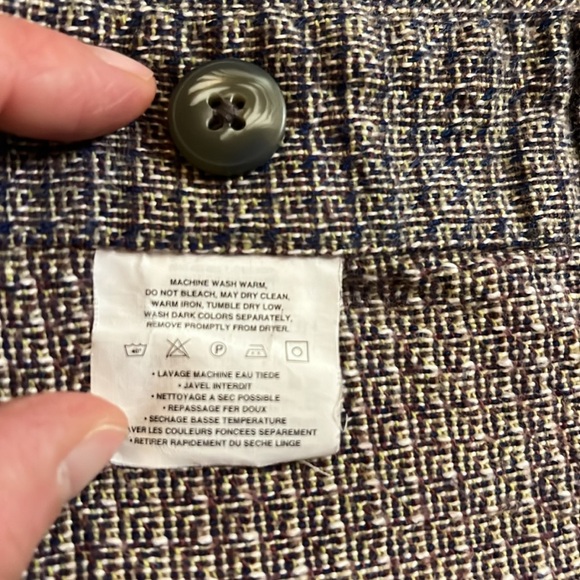 MACHINE WASH WARM,
DO NOT BLEACH, MAY DRY CLEAN,
WARM IRON, TUMBLE DRY LOW,
WASH DARK COLORS SEPARATELY,
REMOVE PROMPTLY FROM DRYER.
40° P
• LAVAGE MACHINE EAU TIEDE
• JAVEL INTERDIT
• NETTOYAGE A SEC POSSIBLE
• REPASSAGE FER DOUX
• SECHAGE BASSE TEMPERATURE
AVER LES COULEURS FONCEES SEPAREMENT
• RETIRER RAPIDEMENT DU SECHE LINGE